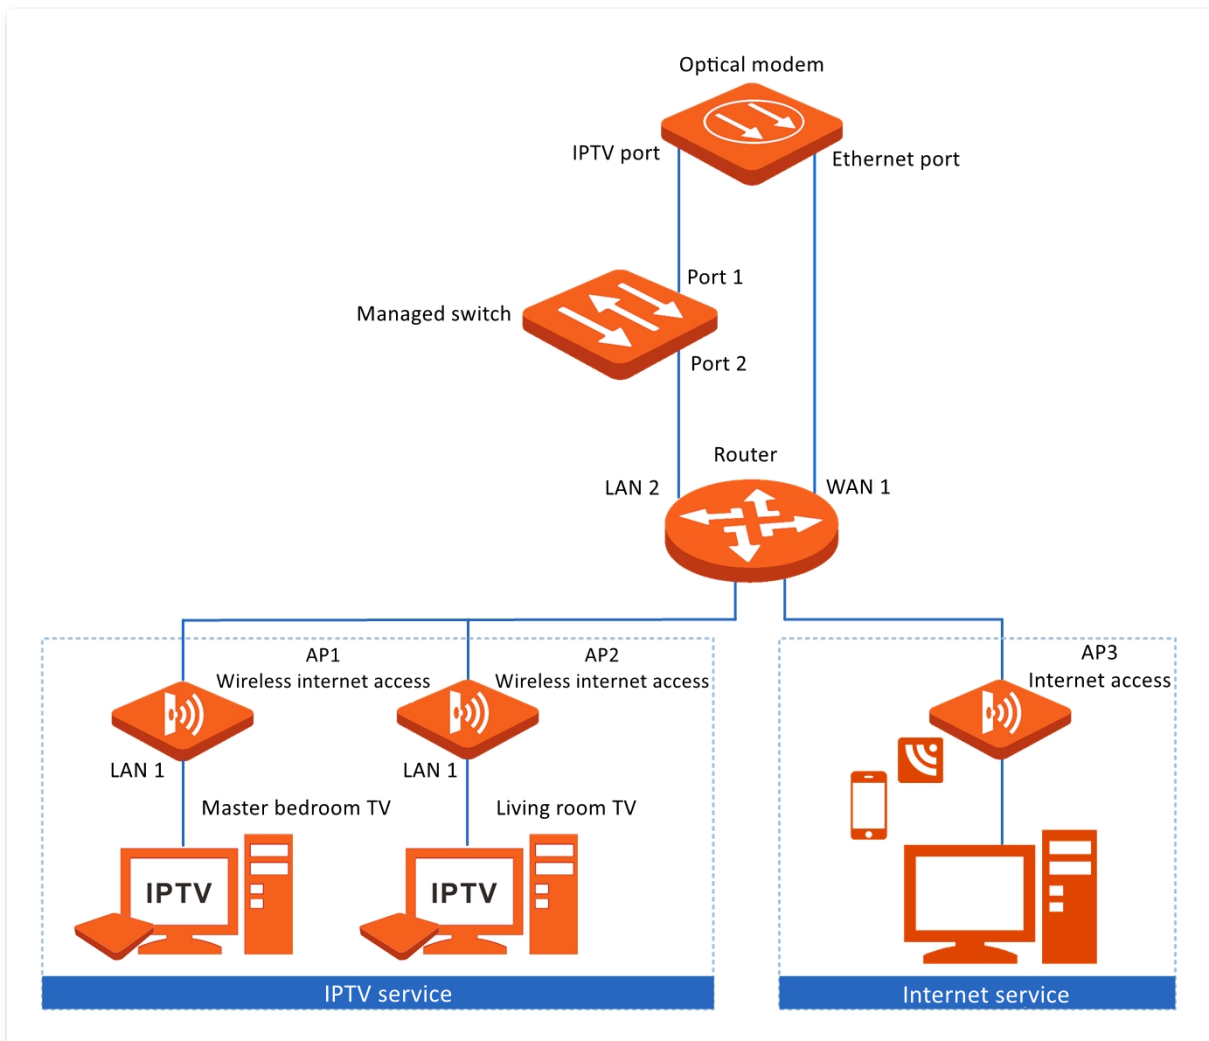 Optical modem
IPTV port
Ethernet port
Port 1
Managed switch
Port 2
Router
LAN 2
WAN 1
AP1
Wireless internet access
AP2
Wireless internet access
AP3
Internet access
LAN 1
LAN 1
Master bedroom TV
Living room TV
IPTV
IPTV
IPTV service
Internet service